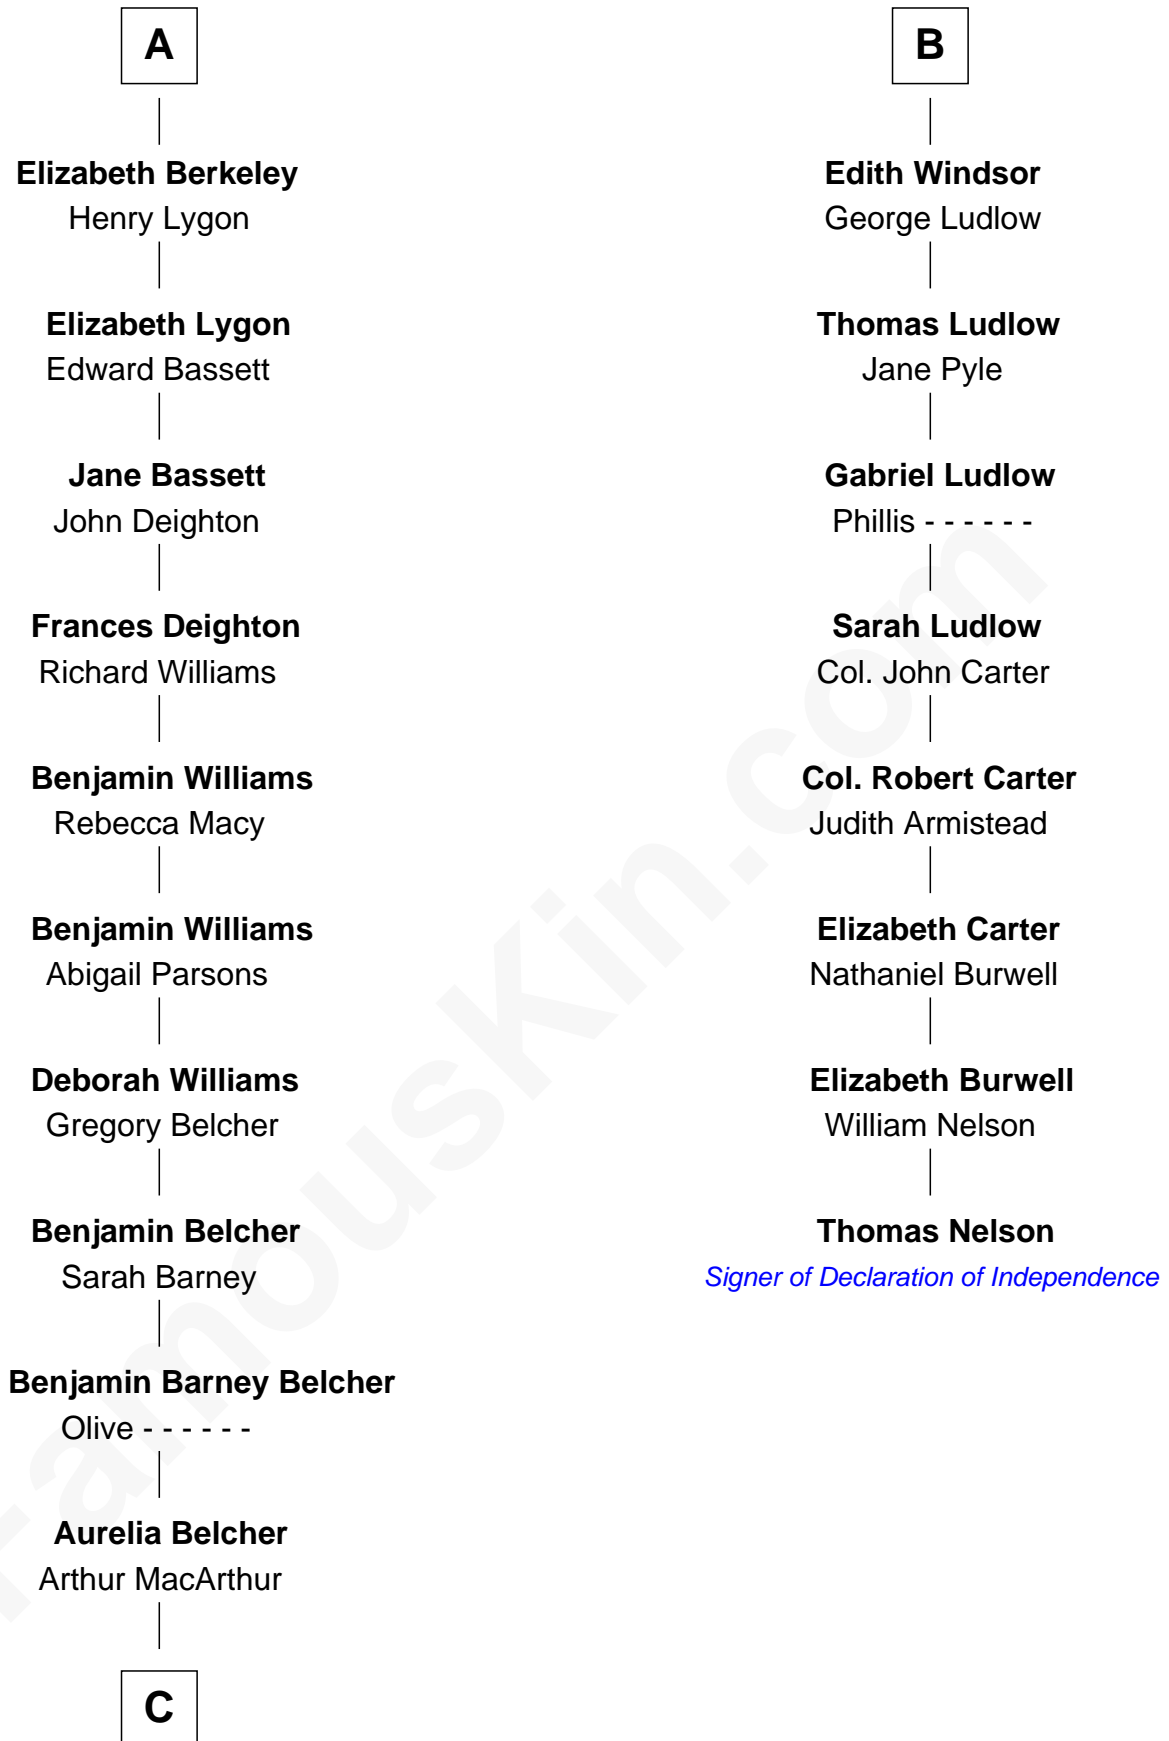 A
Elizabeth Berkeley
Henry Lygon
Elizabeth Lygon
Edward Bassett
Jane Bassett
John Deighton
Frances Deighton
Richard Williams
Benjamin Williams
Rebecca Macy
Benjamin Williams
Abigail Parsons
Deborah Williams
Gregory Belcher
Benjamin Belcher
Sarah Barney
Benjamin Barney Belcher
Olive - - - - - -
Aurelia Belcher
Arthur MacArthur
C
B
Edith Windsor
George Ludlow
Thomas Ludlow
Jane Pyle
Gabriel Ludlow
Phillis - - - - - -
Sarah Ludlow
Col. John Carter
Col. Robert Carter
Judith Armistead
Elizabeth Carter
Nathaniel Burwell
Elizabeth Burwell
William Nelson
Thomas Nelson
Signer of Declaration of Independence
FamousKin.com